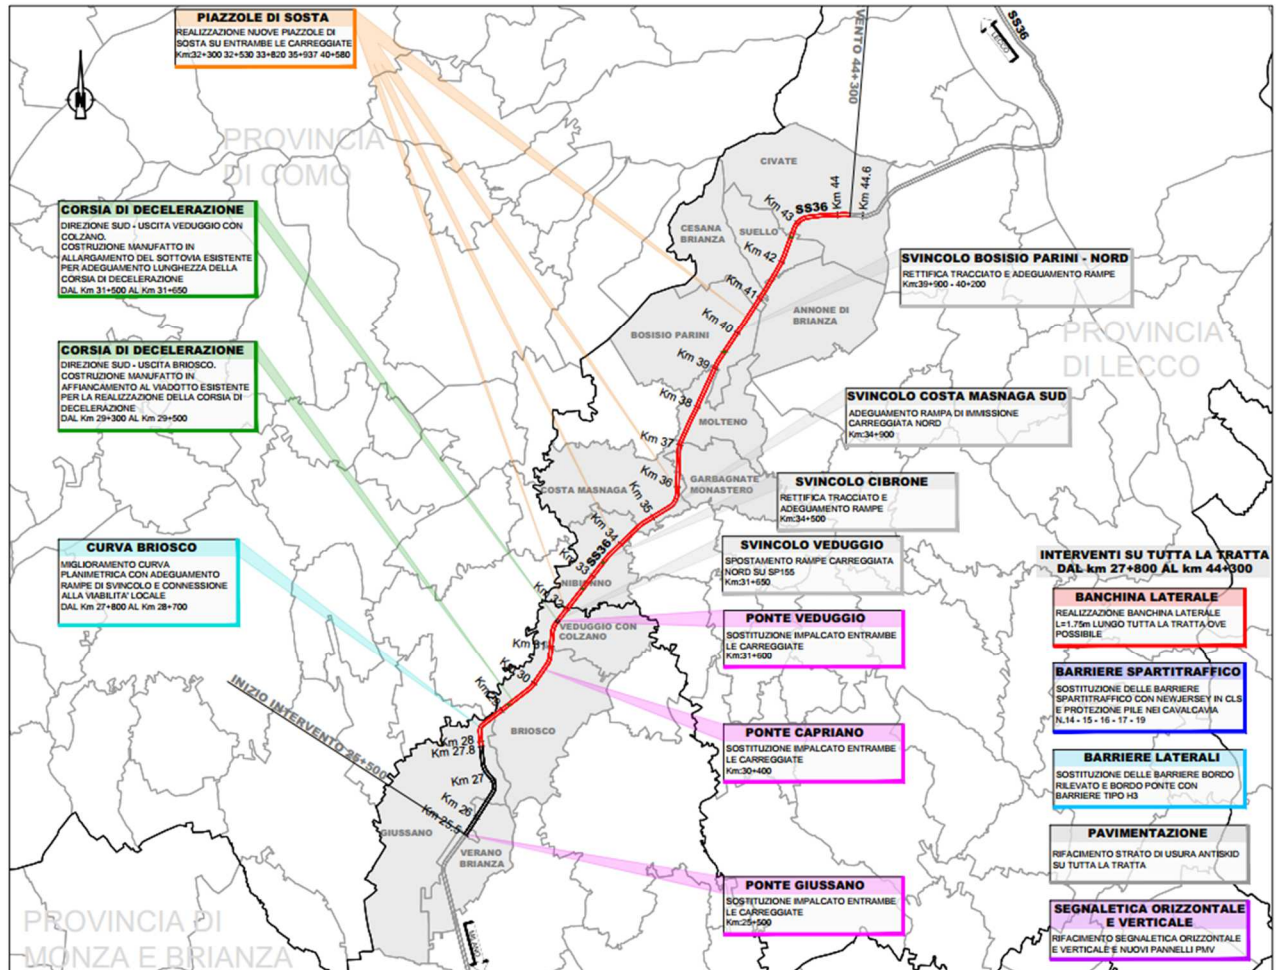 PIAZZOLE DI SOSTA
REALIZZAZIONE NUOVE PIAZZOLE DI
SOSTA SU ENTRAMBE LE CARREGGIATE
Km:32+300 32+530 33+820 35+937 40+580
N
PROVINCIA
DI COMO
VENTO 44+300
SS36
LECCO
CORSIA DI DECELERAZIONE
DIREZIONE SUD - USCITA VEDUGGIO CON
COLZANO.
COSTRUZIONE MANUFATTO IN
ALLARGAMENTO DEL SOTTOVIA ESISTENTE
PER ADEGUAMENTO LUNGHEZZA DELLA
CORSIA DI DECELERAZIONE
DAL Km 31+500 AL Km 31+650
CORSIA DI DECELERAZIONE
DIREZIONE SUD - USCITA BRIOSCO.
COSTRUZIONE MANUFATTO IN
AFFIANCAMENTO AL VIADOTTO ESISTENTE
PER LA REALIZZAZIONE DELLA CORSIA DI
DECELERAZIONE
DAL Km 29+300 AL Km 29+500
CURVA BRIOSCO
MIGLIORAMENTO CURVA
PLANIMETRICA CON ADEGUAMENTO
RAMPE DI SVINCOLO E CONNESSIONE
ALLA VIABILITA' LOCALE
DAL Km 27+800 AL Km 28+700
CIVATE
Km 44
Km 44.6
SS36
Km 43
CESANA
BRIANZA
SUELLO
Km 42
Km 41
ANNONE DI
BRIANZA
Km 40
BOSISIO PARINI
Km 39
Km 38
MOLTENO
Km 37
Km 36
GARBAGNATE
MONASTERO
COSTA MASNAGA
Km 35
Km 34
SS36
Km 33
NIBIONNO
Km 32
VEDUGGIO CON
COLZANO
Km 31
Km 30
BRIOSCO
Km 28
Km 27.8
Km 27
Km 26
Km 25.5
INIZIO INTERVENTO 25+500
GIUSSANO
VERANO
BRIANZA
PROVINCIA DI
MONZA E BRIANZA
SVINCOLO BOSISIO PARINI - NORD
RETTIFICA TRACCIATO E ADEGUAMENTO RAMPE
Km:39+900 - 40+200
PROVINCIA
DI LECCO
SVINCOLO COSTA MASNAGA SUD
ADEGUAMENTO RAMPA DI IMMISSIONE
CARREGGIATA NORD
Km:34+900
SVINCOLO CIBRONE
RETTIFICA TRACCIATO E
ADEGUAMENTO RAMPE
Km:34+500
SVINCOLO VEDUGGIO
SPOSTAMENTO RAMPE CARREGGIATA
NORD SU SP155
Km:31+650
PONTE VEDUGGIO
SOSTITUZIONE IMPALCATO ENTRAMBE
LE CARREGGIATE
Km:31+600
PONTE CAPRIANO
SOSTITUZIONE IMPALCATO ENTRAMBE
LE CARREGGIATE
Km:30+400
PONTE GIUSSANO
SOSTITUZIONE IMPALCATO ENTRAMBE
LE CARREGGIATE
Km:25+500
INTERVENTI SU TUTTA LA TRATTA
DAL km 27+800 AL km 44+300
BANCHINA LATERALE
REALIZZAZIONE BANCHINA LATERALE
L=1.75m LUNGO TUTTA LA TRATTA OVE
POSSIBILE
BARRIERE SPARTITRAFFICO
SOSTITUZIONE DELLE BARRIERE
SPARTITRAFFICO CON NEWJERSEY IN CLS
E PROTEZIONE PILE NEI CAVALCAVIA
N.14 - 15 - 16 - 17 - 19
BARRIERE LATERALI
SOSTITUZIONE DELLE BARRIERE BORDO
RILEVATO E BORDO PONTE CON
BARRIERE TIPO H3
PAVIMENTAZIONE
RIFACIMENTO STRATO DI USURA ANTISKID
SU TUTTA LA TRATTA
SEGNALETICA ORIZZONTALE
E VERTICALE
RIFACIMENTO SEGNALETICA ORIZZONTALE
E VERTICALE E NUOVI PANNELLI PMV